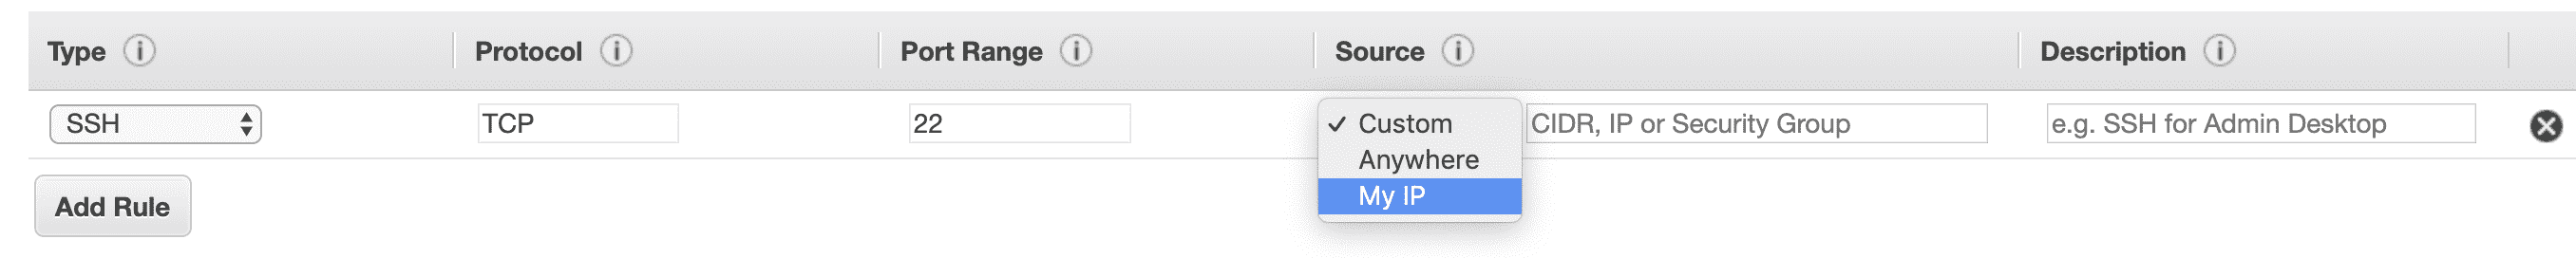 Type Protocol Port Range Source Description
SSH TCP 22 ✓ Custom CIDR, IP or Security Group e.g. SSH for Admin Desktop
Anywhere
My IP
Add Rule